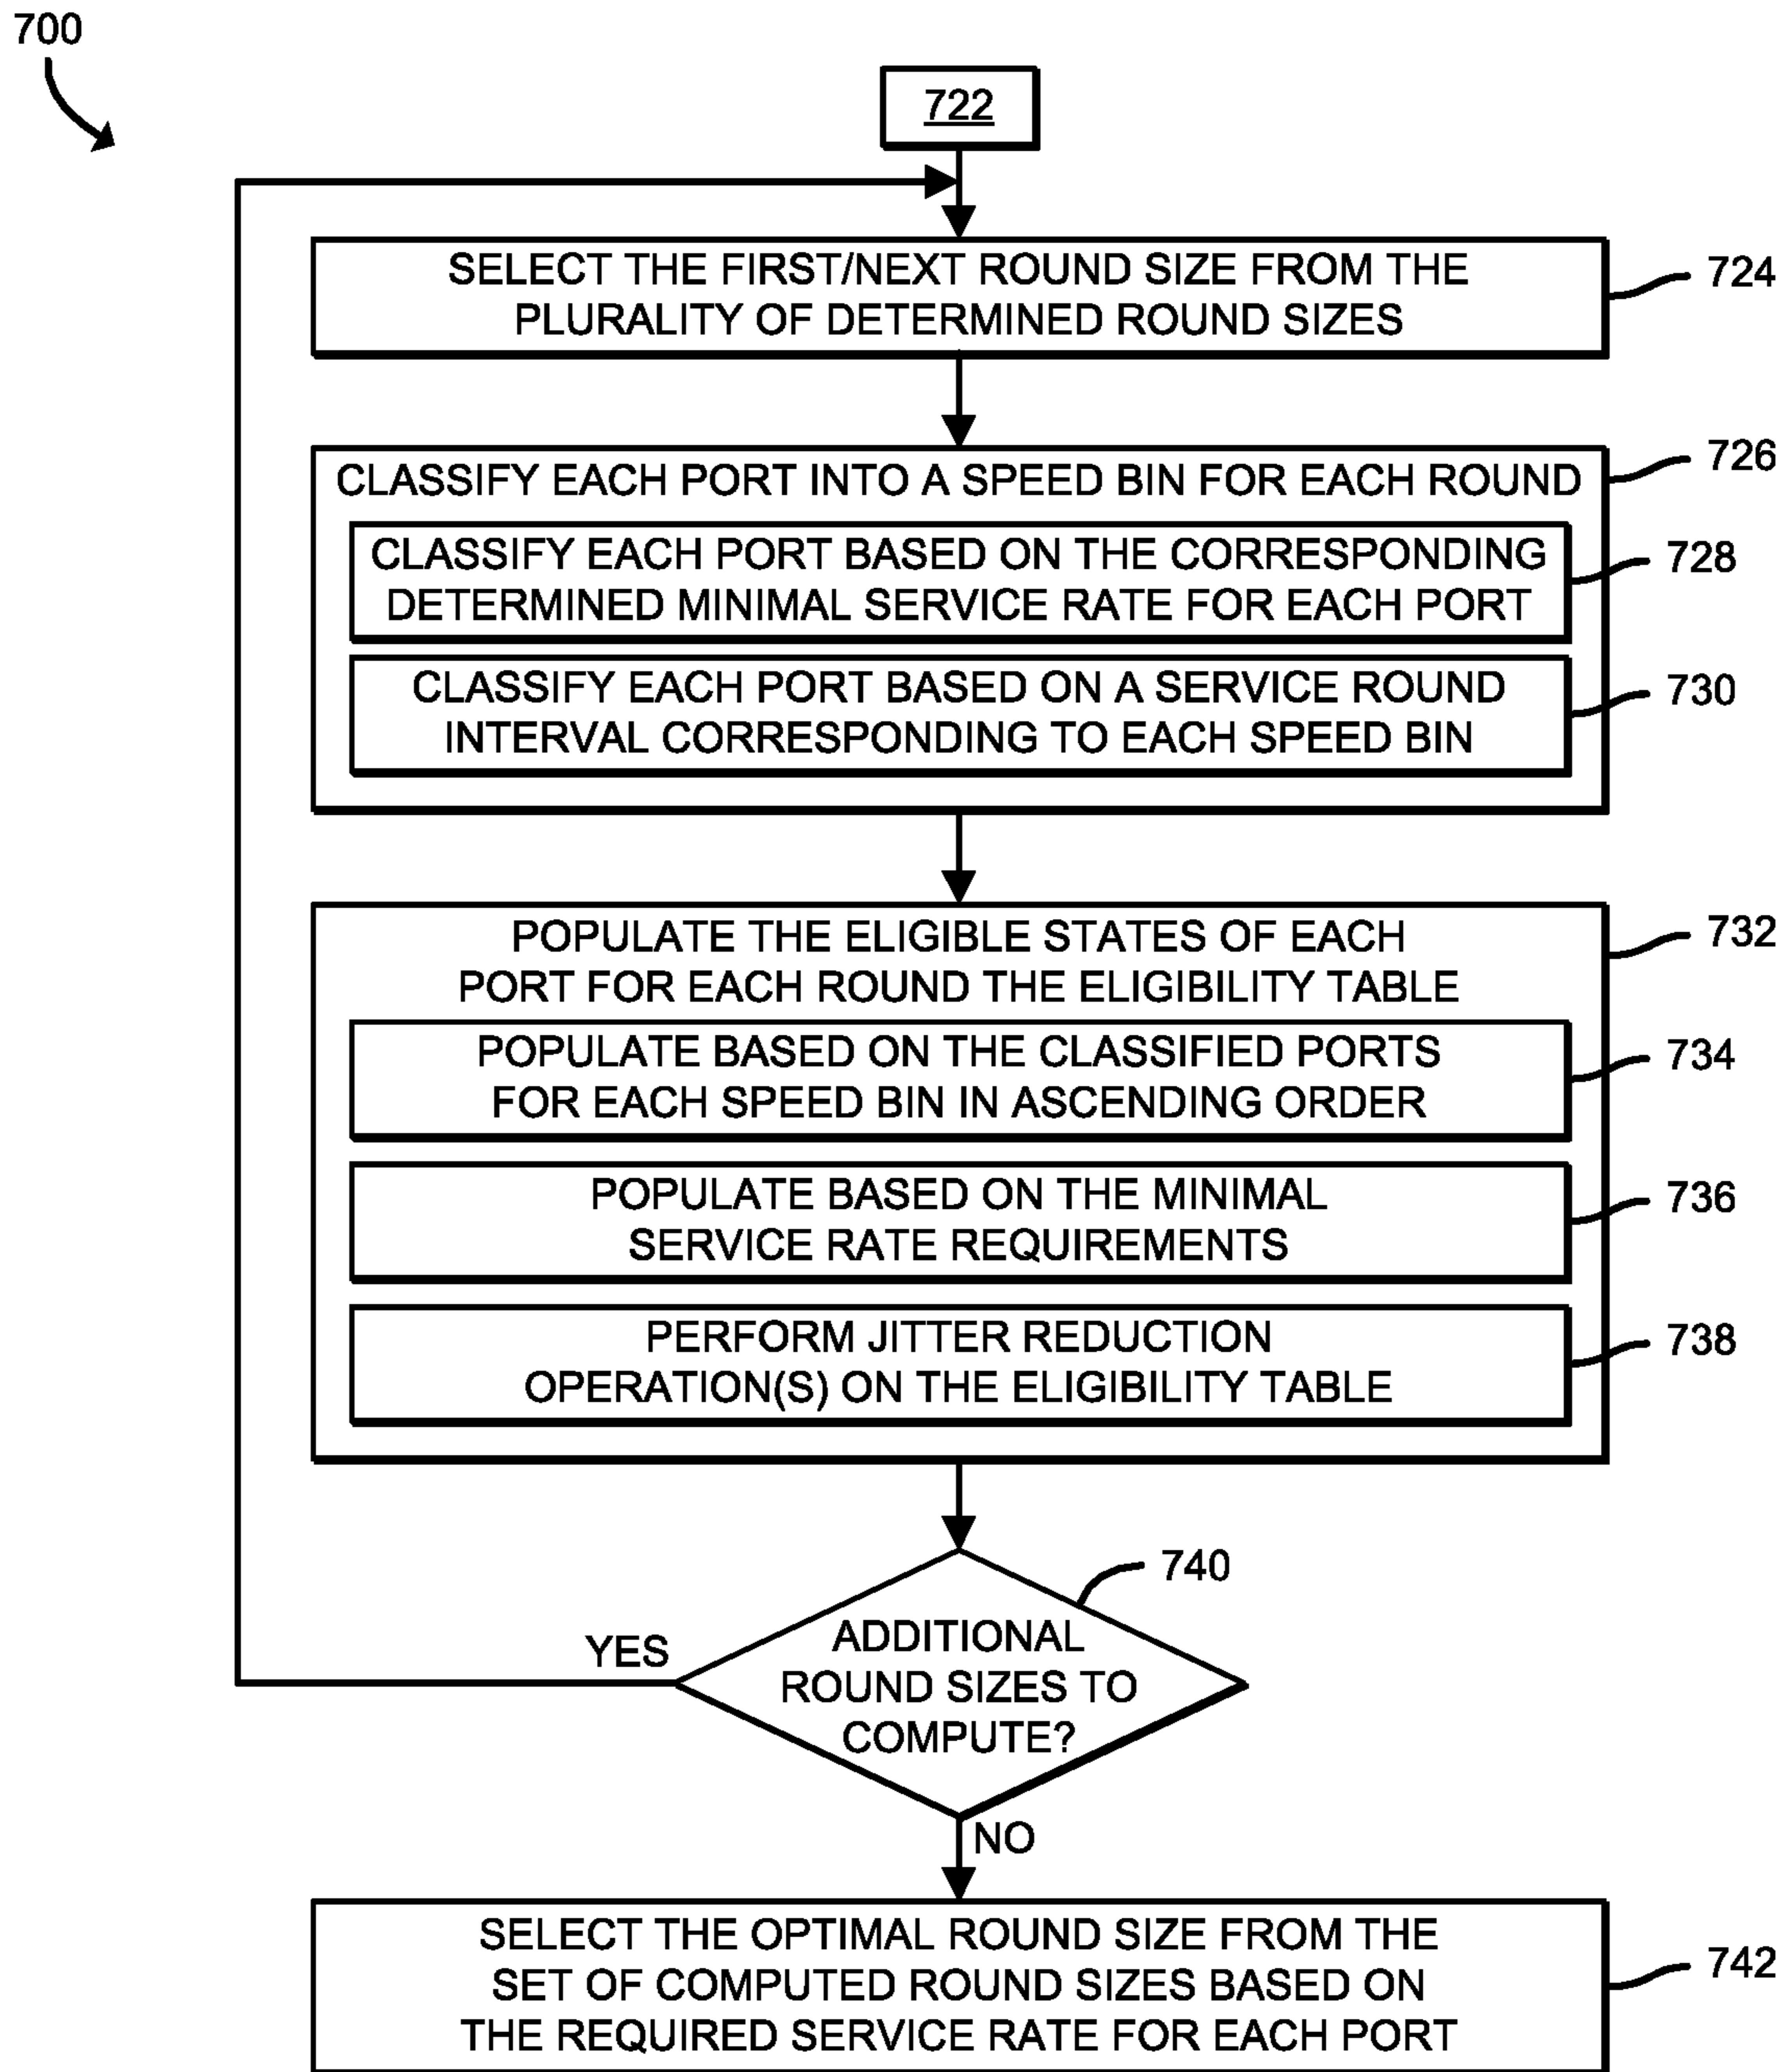 700
722
SELECT THE FIRST/NEXT ROUND SIZE FROM THE
PLURALITY OF DETERMINED ROUND SIZES
724
CLASSIFY EACH PORT INTO A SPEED BIN FOR EACH ROUND
726
CLASSIFY EACH PORT BASED ON THE CORRESPONDING
DETERMINED MINIMAL SERVICE RATE FOR EACH PORT
728
CLASSIFY EACH PORT BASED ON A SERVICE ROUND
INTERVAL CORRESPONDING TO EACH SPEED BIN
730
POPULATE THE ELIGIBLE STATES OF EACH
PORT FOR EACH ROUND THE ELIGIBILITY TABLE
732
POPULATE BASED ON THE CLASSIFIED PORTS
FOR EACH SPEED BIN IN ASCENDING ORDER
734
POPULATE BASED ON THE MINIMAL
SERVICE RATE REQUIREMENTS
736
PERFORM JITTER REDUCTION
OPERATION(S) ON THE ELIGIBILITY TABLE
738
740
YES
ADDITIONAL
ROUND SIZES TO
COMPUTE?
NO
SELECT THE OPTIMAL ROUND SIZE FROM THE
SET OF COMPUTED ROUND SIZES BASED ON
THE REQUIRED SERVICE RATE FOR EACH PORT
742